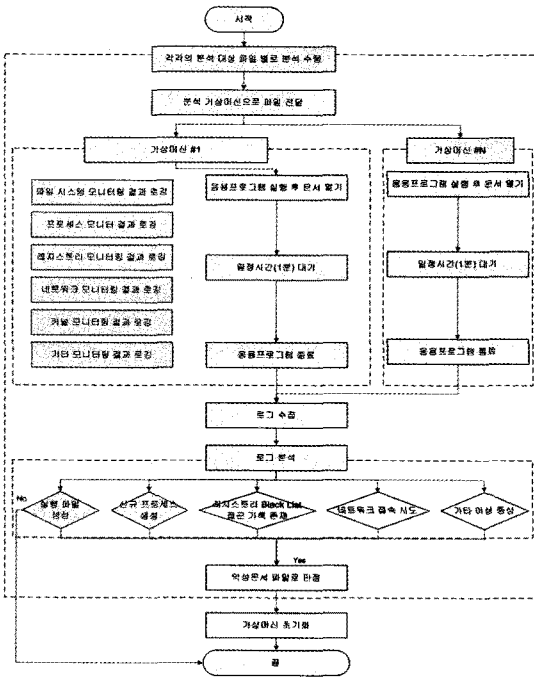 시작
각각의 분석 대상 파일 별로 분석 수행
분석 가상머신으로 파일 전달
가상머신 #1
가상머신 #N
파일 시스템 모니터링 결과 로깅
프로세스 모니터 결과 로깅
레지스트리 모니터링 결과 로깅
네트워크 모니터링 결과 로깅
커널 모니터링 결과 로깅
기타 모니터링 결과 로깅
응용프로그램 실행 후 문서 열기
일정시간(1분) 대기
응용프로그램 종료
응용프로그램 실행 후 문서 열기
일정시간(1분) 대기
응용프로그램 종료
로그 수집
로그 분석
No
실행 파일
생성
신규 프로세스
생성
레지스트리 Black List
접근 기록 존재
네트워크 접속 시도
기타 이상 증상
Yes
악성문서 파일로 판정
가상머신 초기화
끝